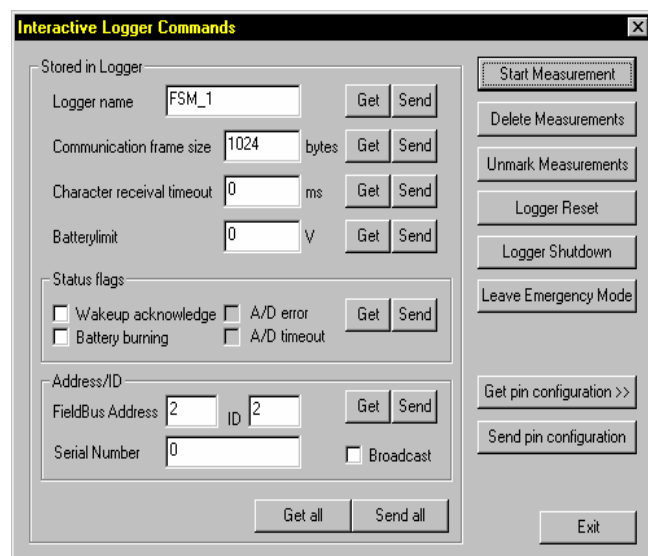 Interactive Logger Commands
Stored in Logger
Logger name FSM_1 Get Send
Communication frame size 1024 bytes Get Send
Character receival timeout 0 ms Get Send
Batterylimit 0 V Get Send
Status flags
Wakeup acknowledge A/D error Get Send
Battery burning A/D timeout
Address/ID
FieldBus Address 2 ID 2 Get Send
Serial Number 0 Broadcast
Get all Send all
Start Measurement
Delete Measurements
Unmark Measurements
Logger Reset
Logger Shutdown
Leave Emergency Mode
Get pin configuration >>
Send pin configuration
Exit